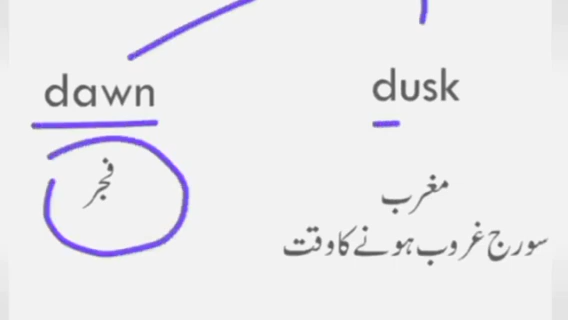 dawn
dusk
فجر
مغرب
سورج غروب ہونے کا وقت